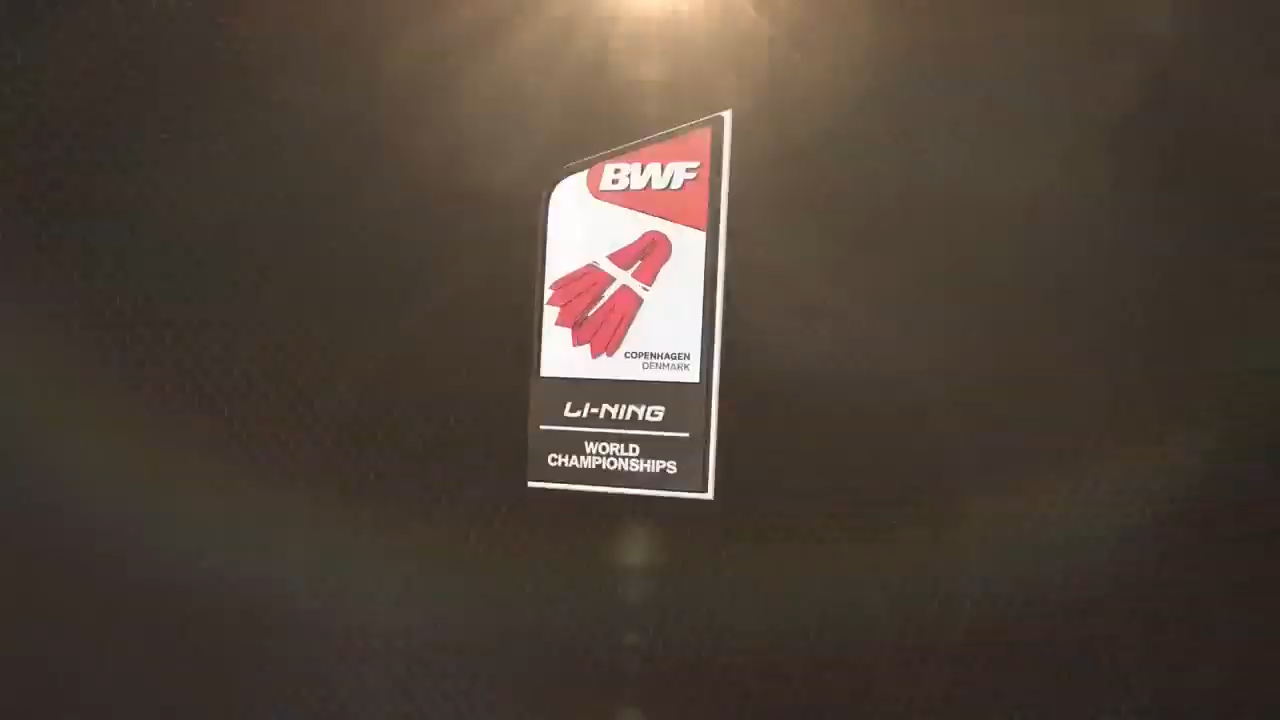 BWF
COPENHAGEN
DENMARK
LI-NING
WORLD
CHAMPIONSHIPS